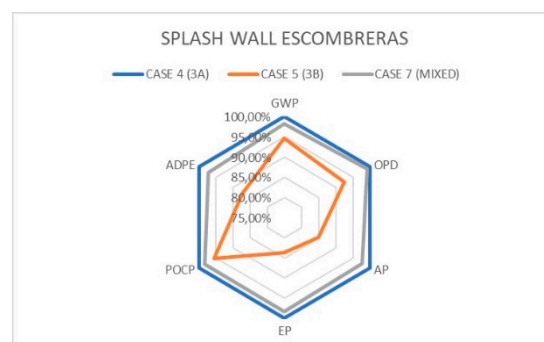 SPLASH WALL ESCOMBRERAS
CASE 4 (3A) CASE 5 (3B) CASE 7 (MIXED)
GWP
100,00%
95,00%
ADPE
OPD
90,00%
85,00%
80,00%
75,00%
POCP
AP
EP